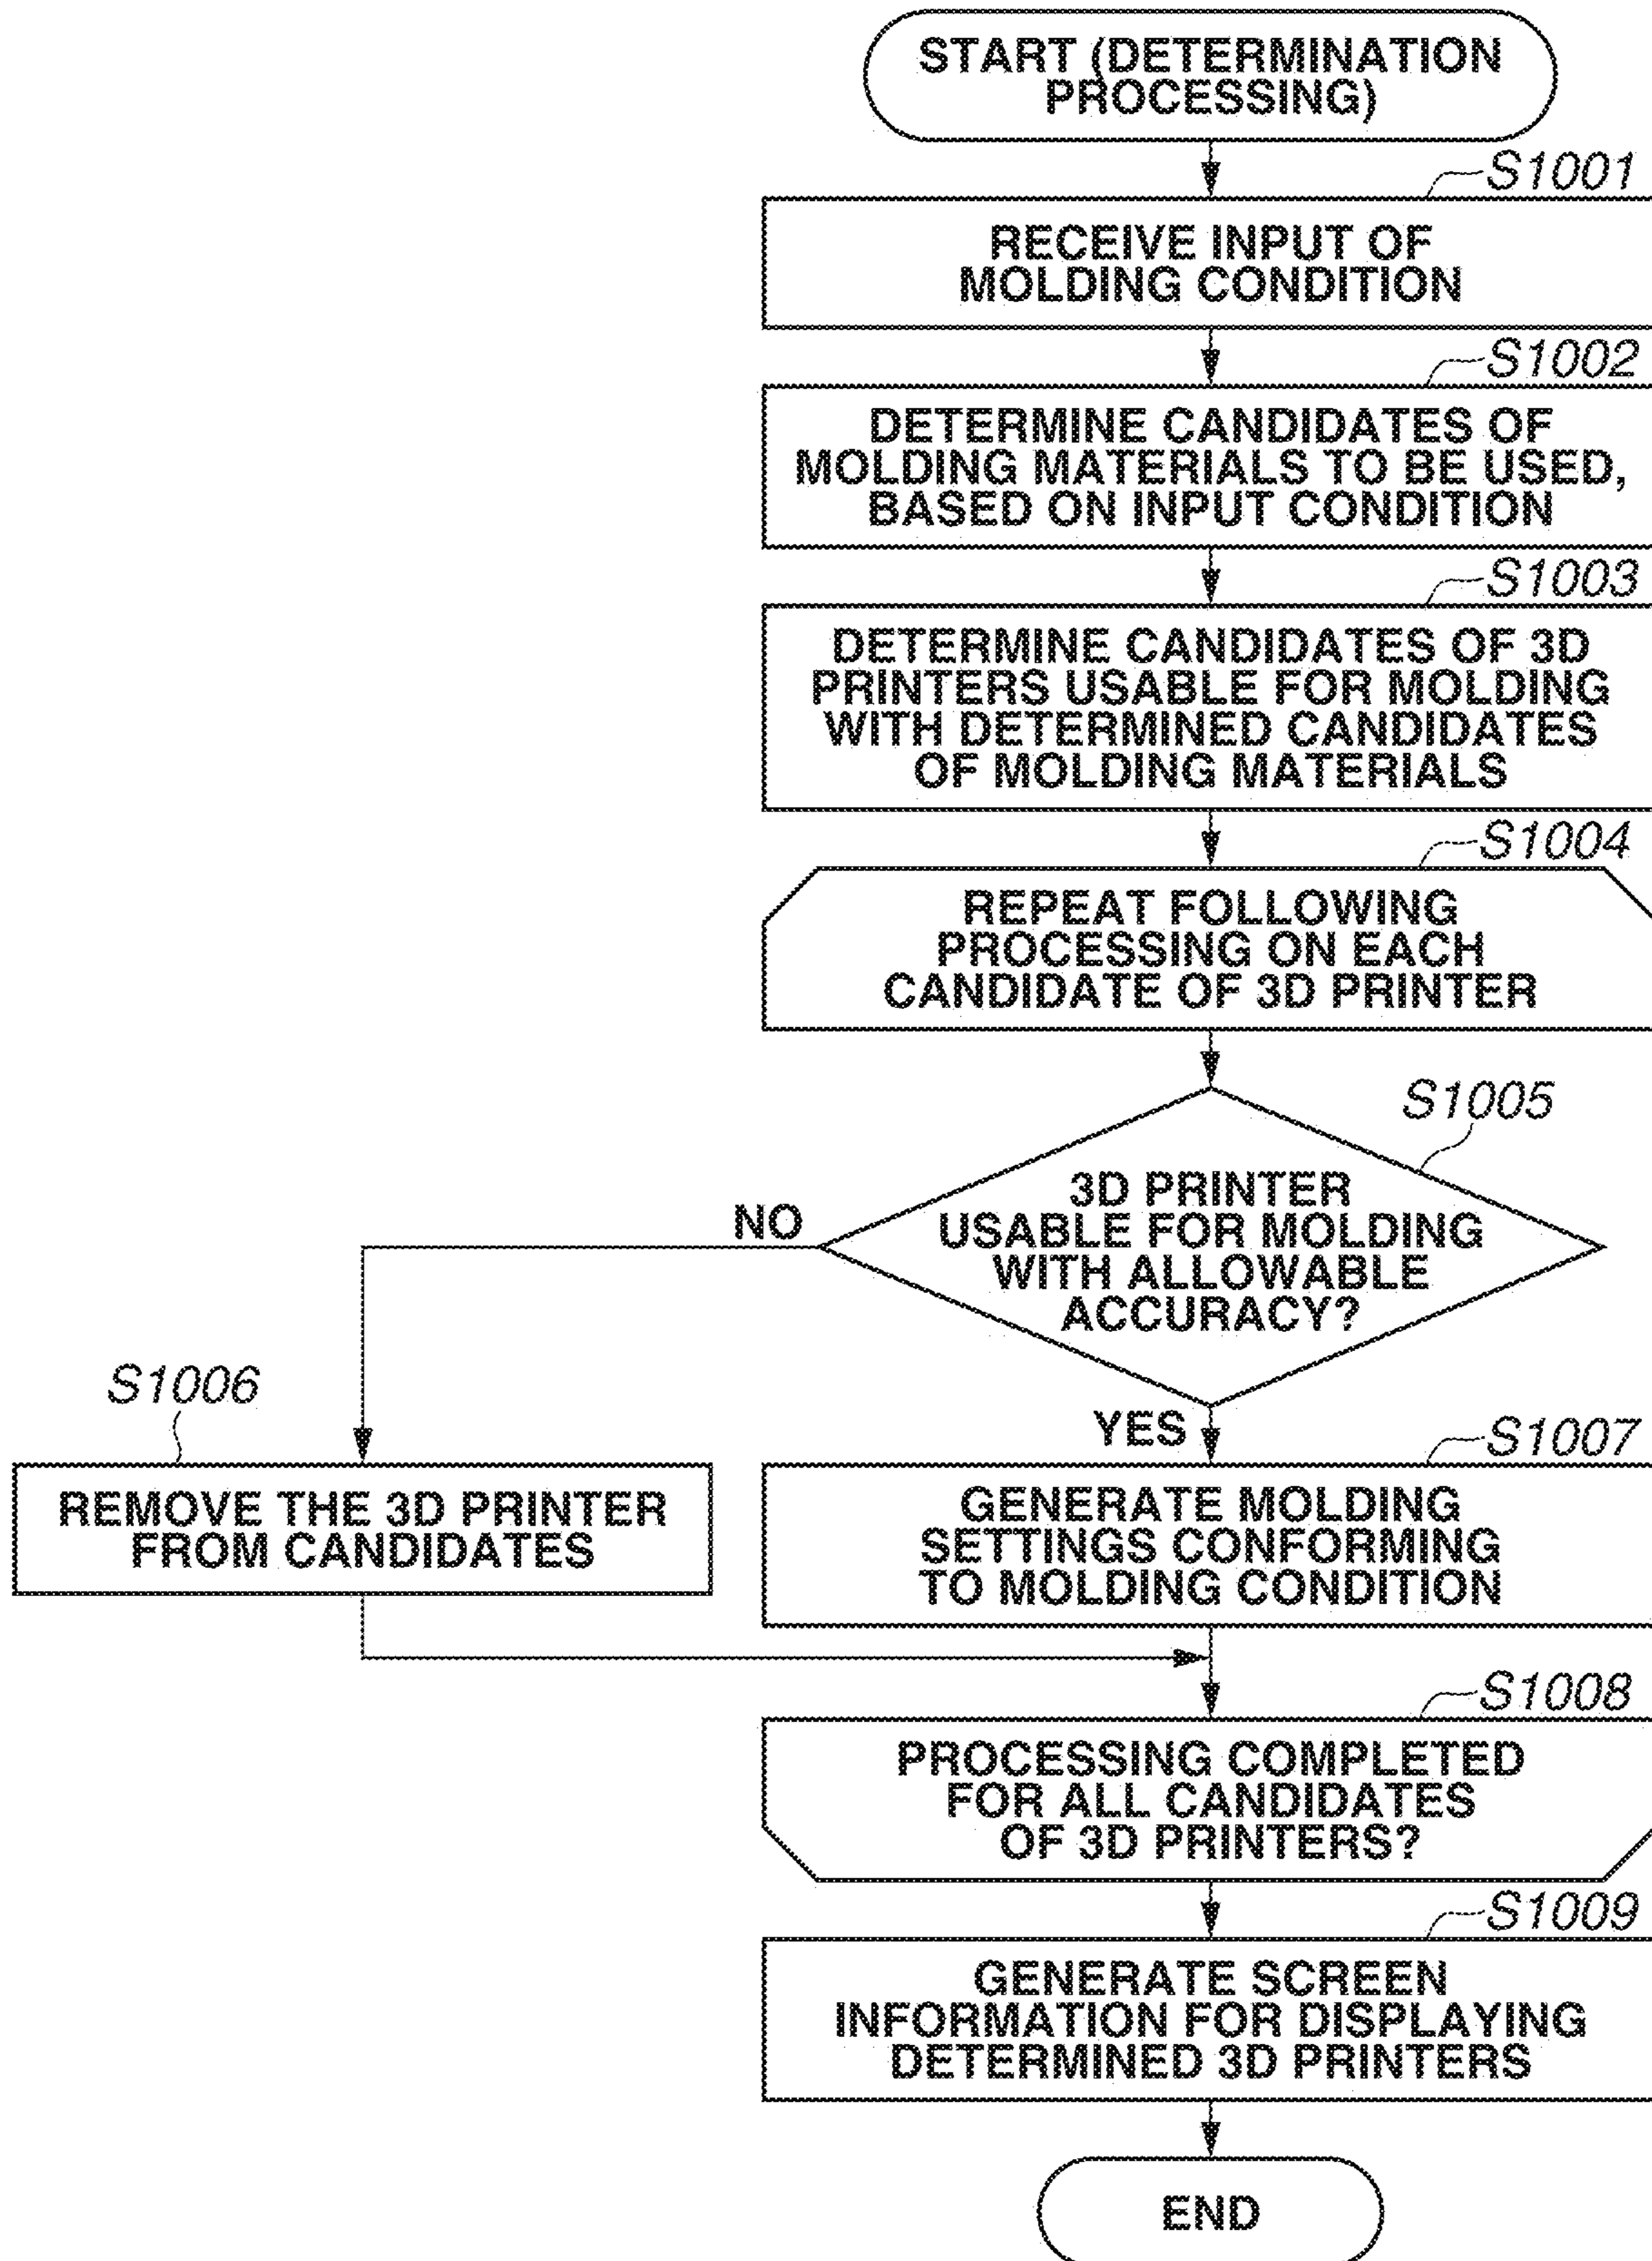 START (DETERMINATION
PROCESSING)
S1001
RECEIVE INPUT OF
MOLDING CONDITION
S1002
DETERMINE CANDIDATES OF
MOLDING MATERIALS TO BE USED,
BASED ON INPUT CONDITION
S1003
DETERMINE CANDIDATES OF 3D
PRINTERS USABLE FOR MOLDING
WITH DETERMINED CANDIDATES
OF MOLDING MATERIALS
S1004
REPEAT FOLLOWING
PROCESSING ON EACH
CANDIDATE OF 3D PRINTER
S1005
3D PRINTER
USABLE FOR MOLDING
WITH ALLOWABLE
ACCURACY?
NO
S1006
REMOVE THE 3D PRINTER
FROM CANDIDATES
YES
S1007
GENERATE MOLDING
SETTINGS CONFORMING
TO MOLDING CONDITION
S1008
PROCESSING COMPLETED
FOR ALL CANDIDATES
OF 3D PRINTERS?
S1009
GENERATE SCREEN
INFORMATION FOR DISPLAYING
DETERMINED 3D PRINTERS
END